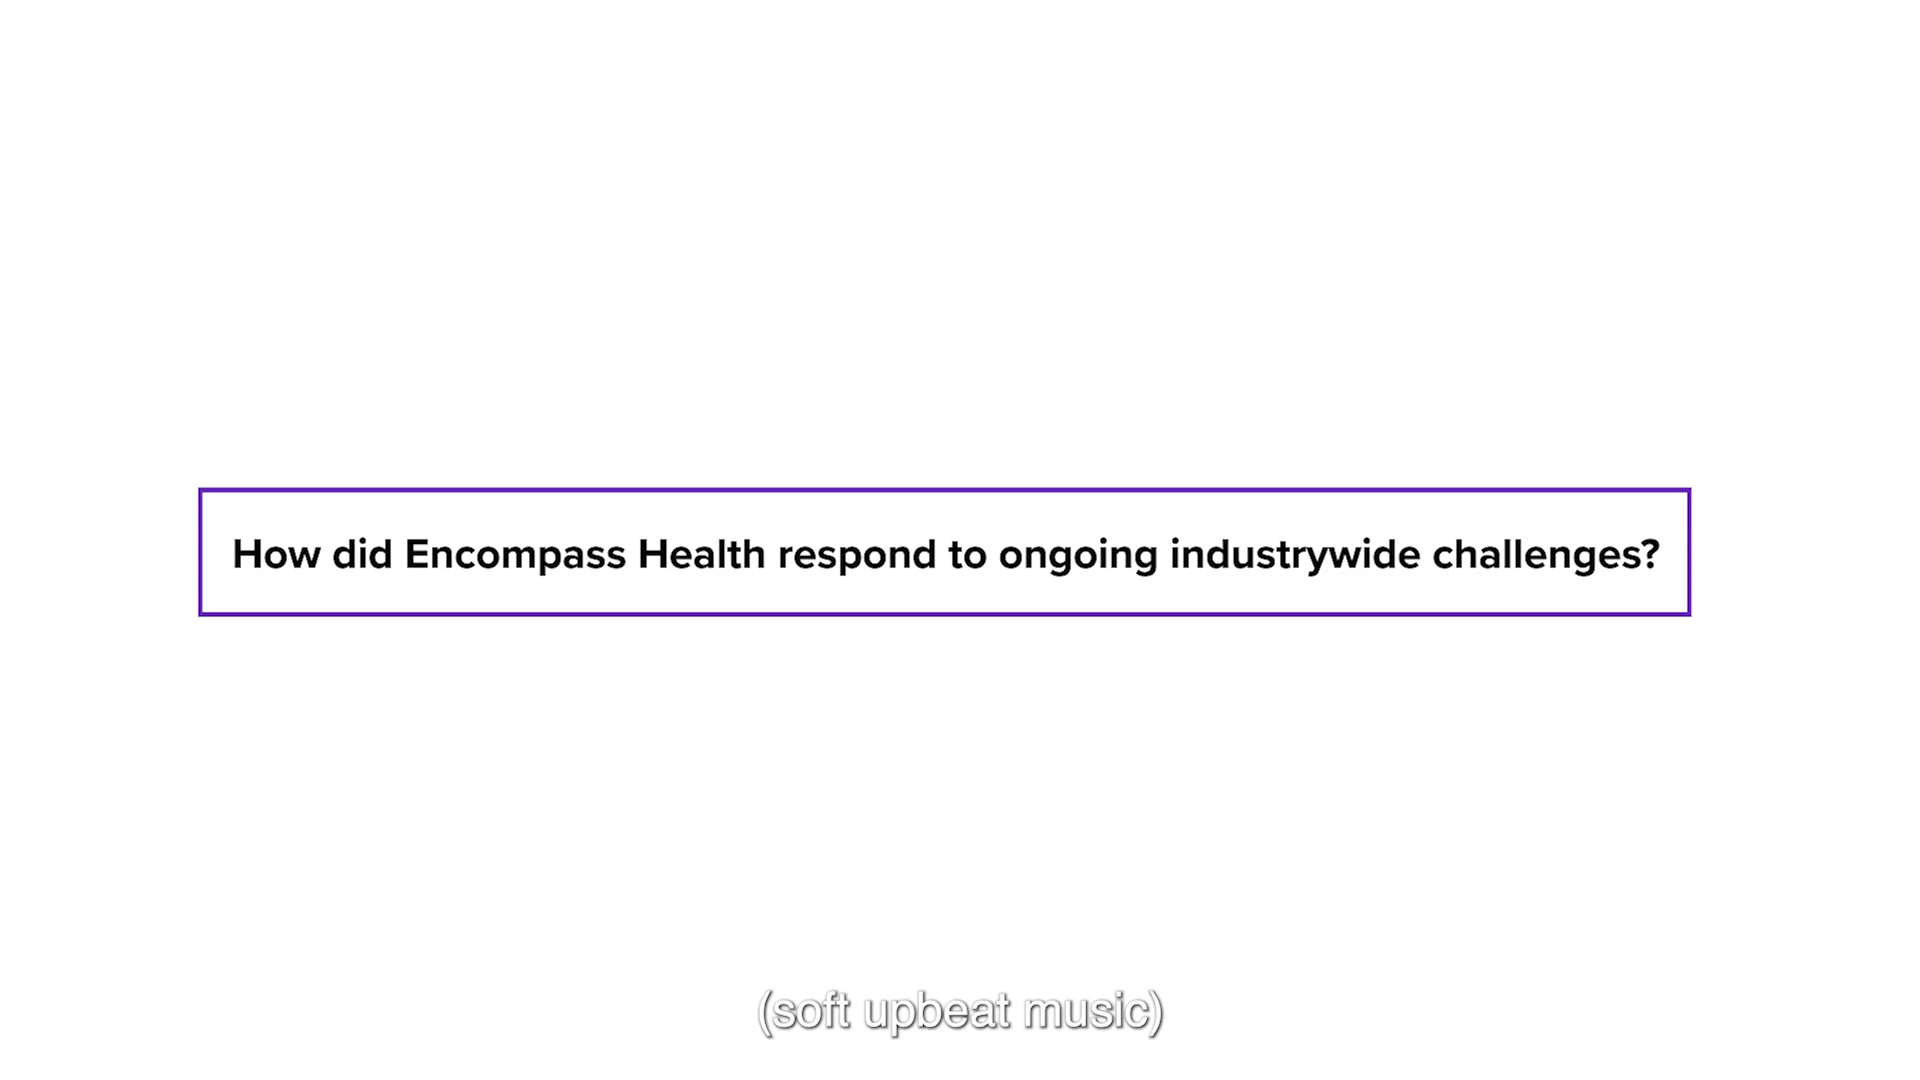 How did Encompass Health respond to ongoing industrywide challenges?
(soft upbeat music)